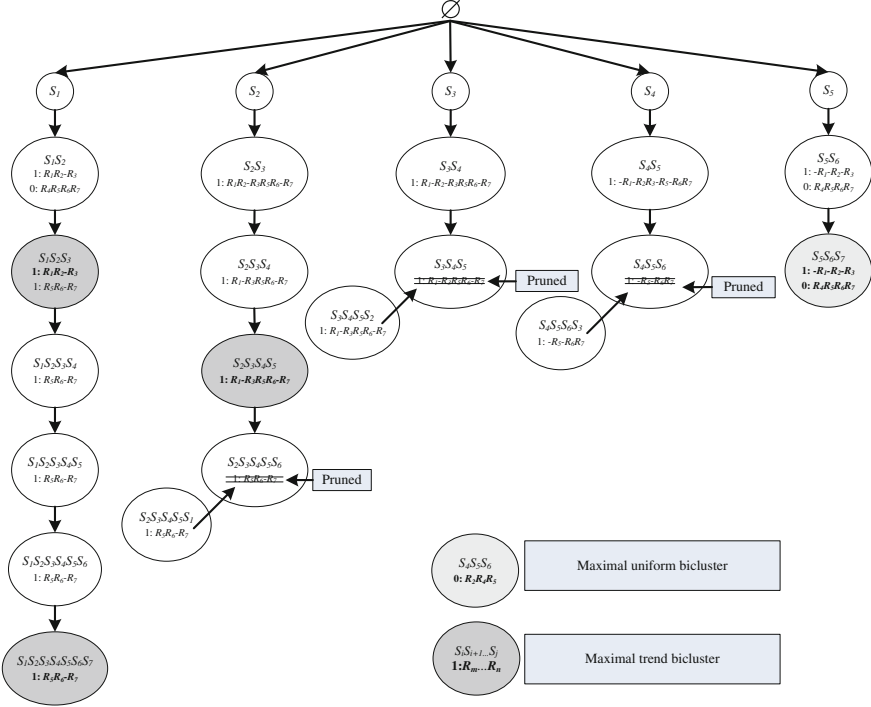 ∅
S₁
S₂
S₃
S₄
S₅
S₁S₂
1: R₁R₂-R₃
0: R₄R₅R₆R₇
S₂S₃
1: R₁R₂-R₃R₅R₆-R₇
S₃S₄
1: R₁-R₂-R₃R₅R₆-R₇
S₄S₅
1: -R₁-R₂R₃-R₅-R₆R₇
S₅S₆
1: -R₁-R₂-R₃
0: R₄R₅R₆R₇
S₁S₂S₃
1: R₁R₂-R₃
1: R₅R₆-R₇
S₂S₃S₄
1: R₁-R₃R₅R₆-R₇
S₃S₄S₅
1: R₁-R₃R₅R₆-R₇
Pruned
S₄S₅S₆
1: -R₅-R₆R₇
Pruned
S₅S₆S₇
1: -R₁-R₂-R₃
0: R₄R₅R₆R₇
S₃S₄S₅S₂
1: R₁-R₃R₅R₆-R₇
S₄S₅S₆S₃
1: -R₅-R₆R₇
S₁S₂S₃S₄
1: R₅R₆-R₇
S₂S₃S₄S₅
1: R₁-R₃R₅R₆-R₇
S₁S₂S₃S₄S₅
1: R₅R₆-R₇
S₂S₃S₄S₅S₆
1: R₅R₆-R₇
Pruned
S₂S₃S₄S₅S₁
1: R₅R₆-R₇
S₁S₂S₃S₄S₅S₆
1: R₅R₆-R₇
S₄S₅S₆
0: R₂R₄R₅
Maximal uniform bicluster
S₁S₂S₃S₄S₅S₆S₇
1: R₅R₆-R₇
SᵢSᵢ₊₁...Sⱼ
1:Rₘ...Rₙ
Maximal trend bicluster